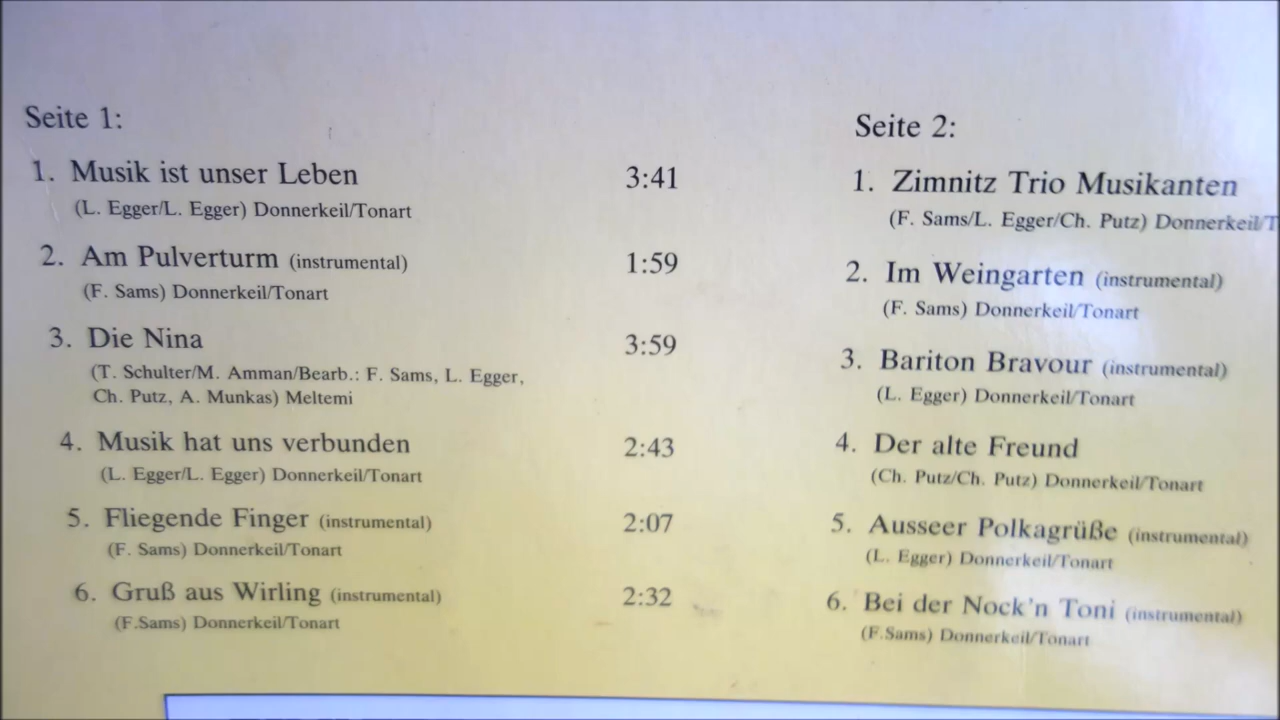 Seite 1:
1. Musik ist unser Leben 3:41
(L. Egger/L. Egger) Donnerkeil/Tonart
2. Am Pulverturm (instrumental) 1:59
(F. Sams) Donnerkeil/Tonart
3. Die Nina 3:59
(T. Schulter/M. Amman/Bearb.: F. Sams, L. Egger,
Ch. Putz, A. Munkas) Meltemi
4. Musik hat uns verbunden 2:43
(L. Egger/L. Egger) Donnerkeil/Tonart
5. Fliegende Finger (instrumental) 2:07
(F. Sams) Donnerkeil/Tonart
6. Gruß aus Wirling (instrumental) 2:32
(F.Sams) Donnerkeil/Tonart
Seite 2:
1. Zimnitz Trio Musikanten
(F. Sams/L. Egger/Ch. Putz) Donnerkeil/T
2. Im Weingarten (instrumental)
(F. Sams) Donnerkeil/Tonart
3. Bariton Bravour (instrumental)
(L. Egger) Donnerkeil/Tonart
4. Der alte Freund
(Ch. Putz/Ch. Putz) Donnerkeil/Tonart
5. Ausseer Polkagrüße (instrumental)
(L. Egger) Donnerkeil/Tonart
6. Bei der Nock'n Toni (instrumental)
(F.Sams) Donnerkeil/Tonart